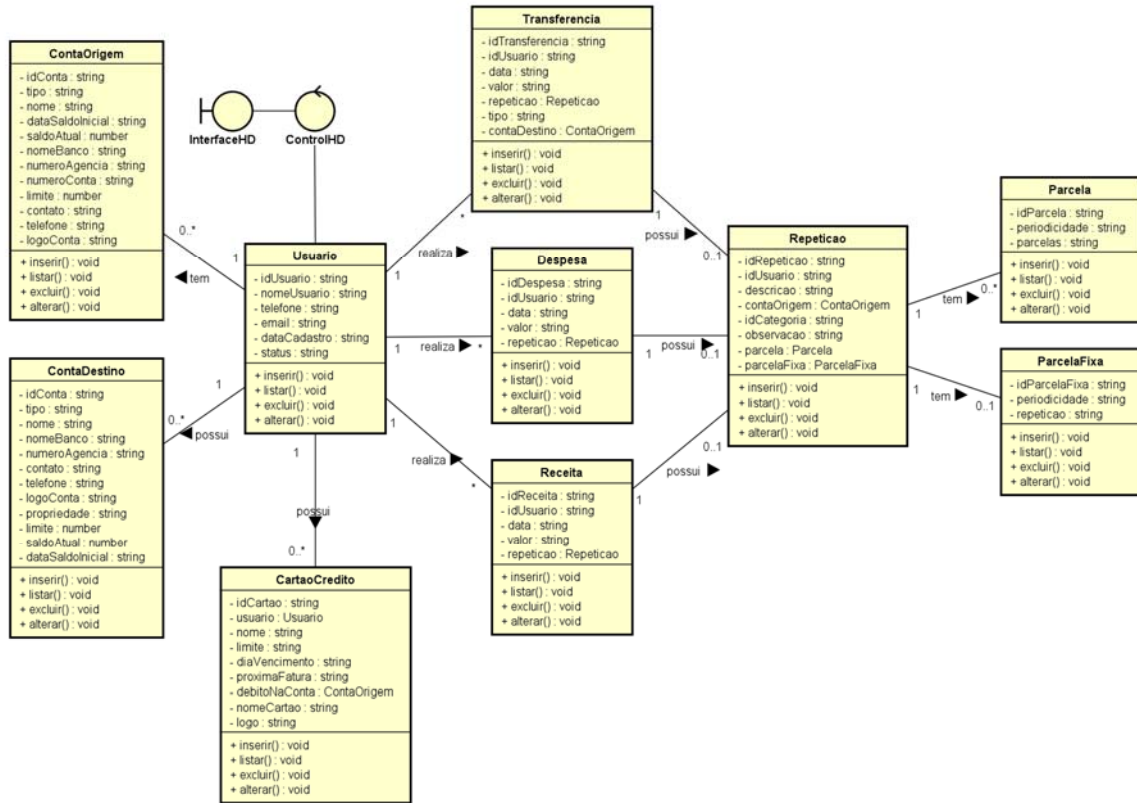 ContaOrigem
- idConta : string
- tipo : string
- nome : string
- dataSaldoInicial : string
- saldoAtual : number
- nomeBanco : string
- numeroAgencia : string
- numeroConta : string
- limite : number
- contato : string
- telefone : string
- logoConta : string
+ inserir() : void
+ listar() : void
+ excluir() : void
+ alterar() : void
InterfaceHD
ControlHD
Transferencia
- idTransferencia : string
- idUsuario : string
- data : string
- valor : string
- repeticao : Repeticao
- tipo : string
- contaDestino : ContaOrigem
+ inserir() : void
+ listar() : void
+ excluir() : void
+ alterar() : void
0..*
1
tem
Usuario
- idUsuario : string
- nomeUsuario : string
- telefone : string
- email : string
- dataCadastro : string
- status : string
+ inserir() : void
+ listar() : void
+ excluir() : void
+ alterar() : void
1
realiza
*
1
realiza
*
1
realiza
*
Despesa
- idDespesa : string
- idUsuario : string
- data : string
- valor : string
- repeticao : Repeticao
+ inserir() : void
+ listar() : void
+ excluir() : void
+ alterar() : void
1
possui
0..1
1
possui
0..1
1
possui
0..1
Repeticao
- idRepeticao : string
- idUsuario : string
- descricao : string
- contaOrigem : ContaOrigem
- idCategoria : string
- observacao : string
- parcela : Parcela
- parcelaFixa : ParcelaFixa
+ inserir() : void
+ listar() : void
+ excluir() : void
+ alterar() : void
1
tem
0..*
1
tem
0..1
Parcela
- idParcela : string
- periodicidade : string
- parcelas : string
+ inserir() : void
+ listar() : void
+ excluir() : void
+ alterar() : void
ParcelaFixa
- idParcelaFixa : string
- periodicidade : string
- repeticao : string
+ inserir() : void
+ listar() : void
+ excluir() : void
+ alterar() : void
ContaDestino
- idConta : string
- tipo : string
- nome : string
- nomeBanco : string
- numeroAgencia : string
- contato : string
- telefone : string
- logoConta : string
- propriedade : string
- limite : number
- saldoAtual : number
- dataSaldoInicial : string
+ inserir() : void
+ listar() : void
+ excluir() : void
+ alterar() : void
1
0..*
possui
1
possui
0..*
Receita
- idReceita : string
- idUsuario : string
- data : string
- valor : string
- repeticao : Repeticao
+ inserir() : void
+ listar() : void
+ excluir() : void
+ alterar() : void
CartaoCredito
- idCartao : string
- usuario : Usuario
- nome : string
- limite : string
- diaVencimento : string
- proximaFatura : string
- debitoNaConta : ContaOrigem
- nomeCartao : string
- logo : string
+ inserir() : void
+ listar() : void
+ excluir() : void
+ alterar() : void